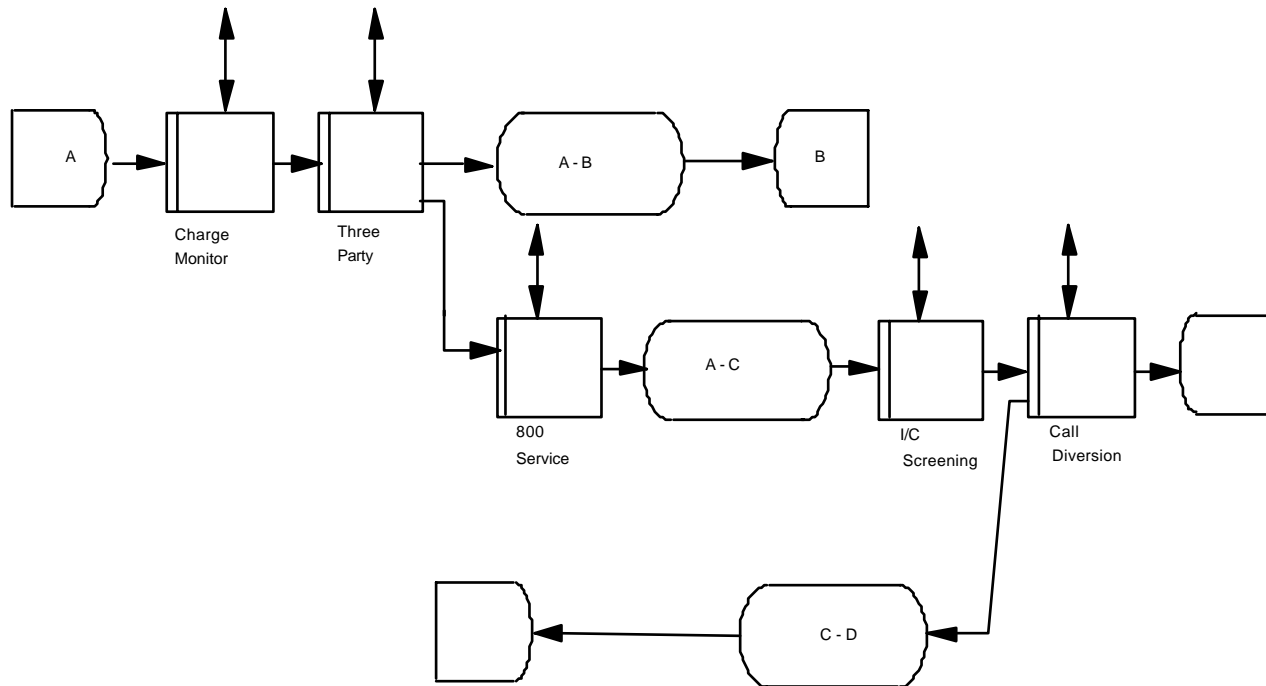 A
A - B
B
Charge
Monitor
Three
Party
A - C
800
Service
I/C
Screening
Call
Diversion
C - D